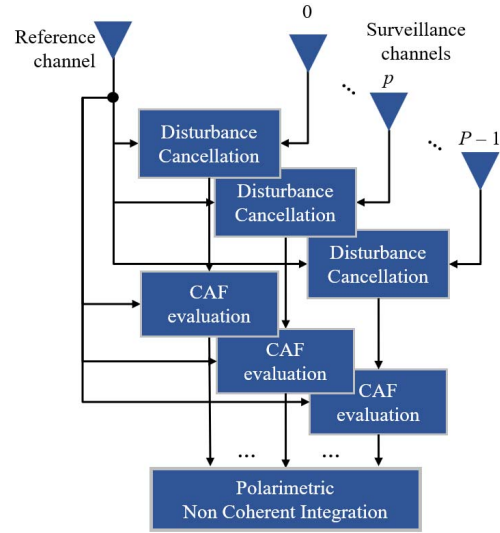 Reference
channel
0
Surveillance
channels
...
p
...
P – 1
Disturbance
Cancellation
Disturbance
Cancellation
Disturbance
Cancellation
CAF
evaluation
CAF
evaluation
CAF
evaluation
... ...
Polarimetric
Non Coherent Integration